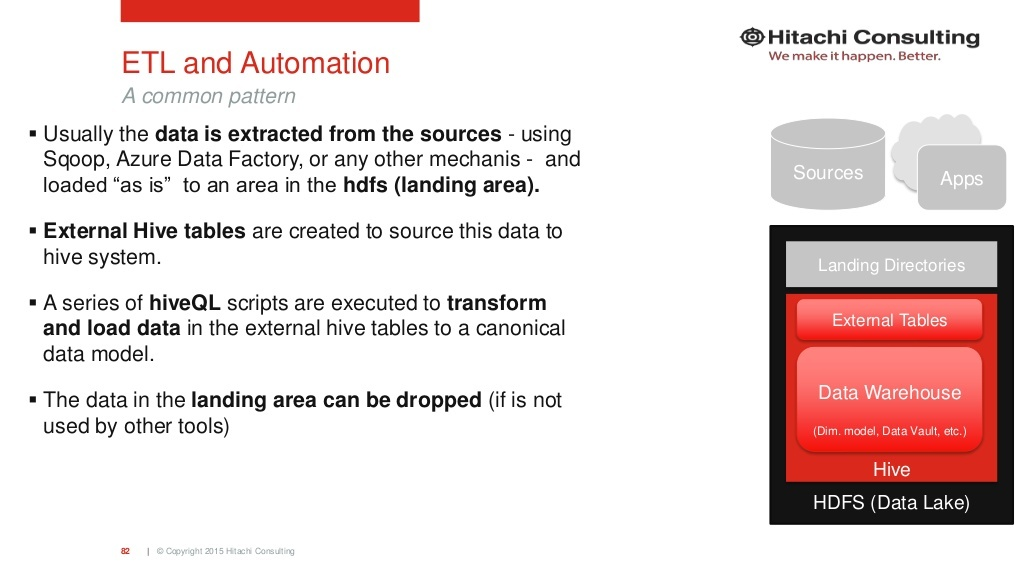 Hitachi Consulting
We make it happen. Better.
ETL and Automation
A common pattern
▪ Usually the data is extracted from the sources - using
Sqoop, Azure Data Factory, or any other mechanis - and
loaded “as is” to an area in the hdfs (landing area).
▪ External Hive tables are created to source this data to
hive system.
▪ A series of hiveQL scripts are executed to transform
and load data in the external hive tables to a canonical
data model.
▪ The data in the landing area can be dropped (if is not
used by other tools)
Sources
Apps
Landing Directories
External Tables
Data Warehouse
(Dim. model, Data Vault, etc.)
Hive
HDFS (Data Lake)
82 | © Copyright 2015 Hitachi Consulting